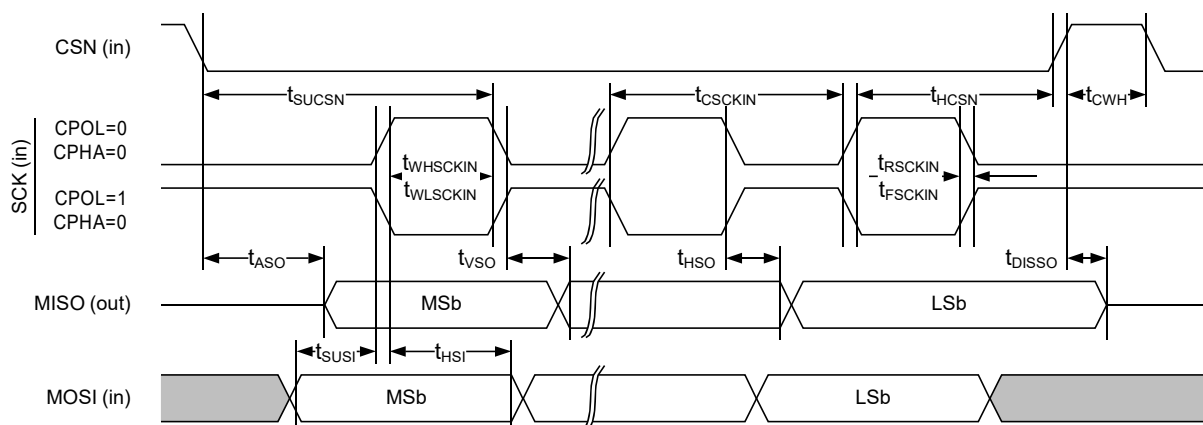 CSN (in)
tSUCSN
tCSCKIN
tHCSN
tCWH
SCK (in)
CPOL=0
CPHA=0
tWHSCKIN
tWLSCKIN
tRSCKIN
tFSCKIN
CPOL=1
CPHA=0
tASO
tVSO
tHSO
tDISSO
MISO (out)
MSb
LSb
tSUSI
tHSI
MOSI (in)
MSb
LSb